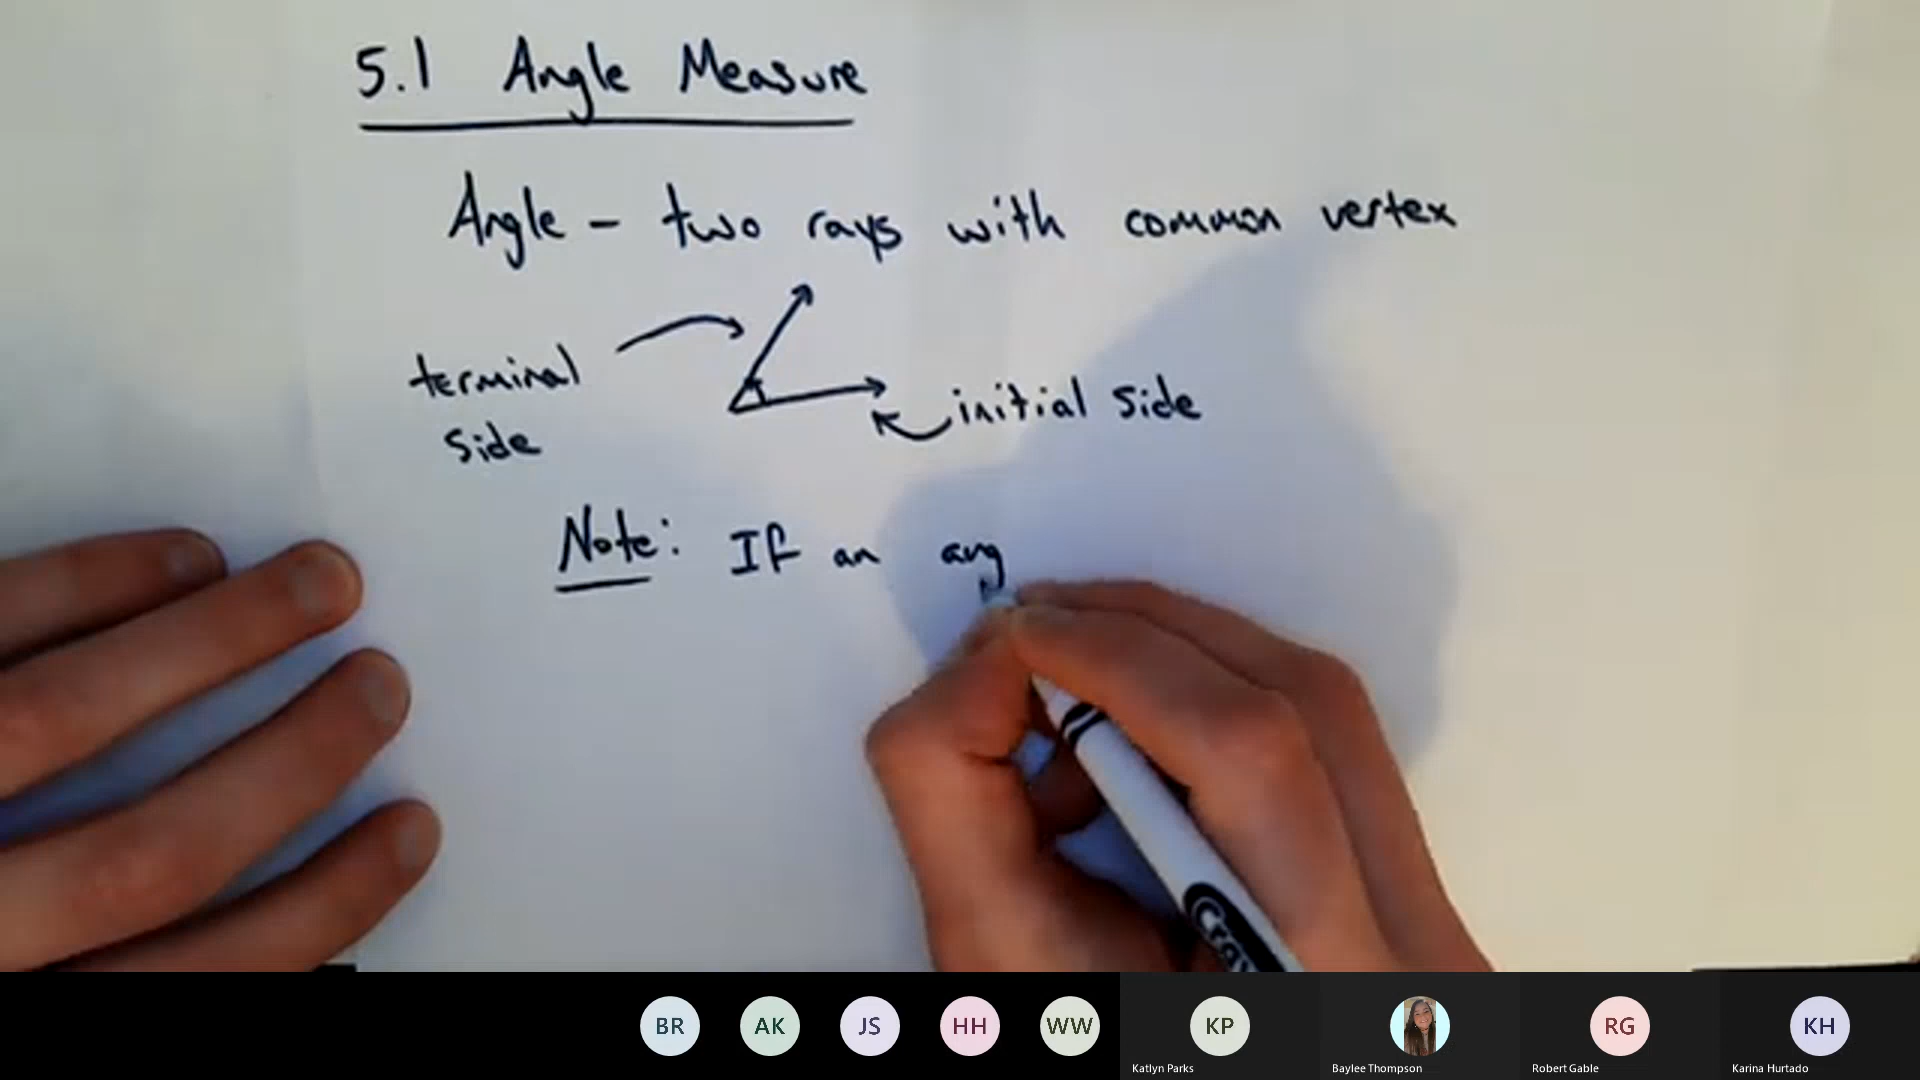 5.1 Angle Measure
Angle - two rays with common vertex
terminal
side
initial side
Note: If an ang
Cray
BR AK JS HH WW KP RG KH
Katlyn Parks Baylee Thompson Robert Gable Karina Hurtado